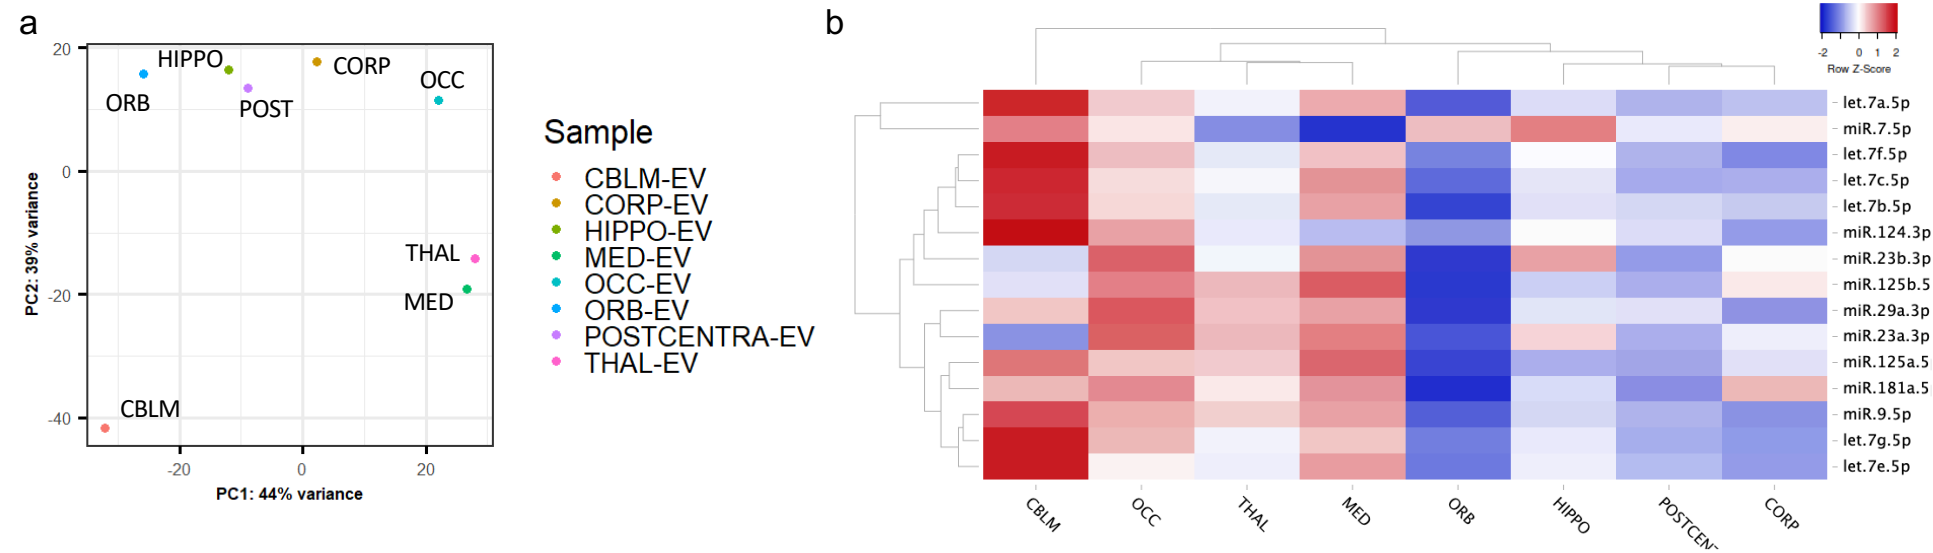 a
20
0
-20
-40
PC2: 39% variance
HIPPO
CORP
OCC
ORB
POST
THAL
MED
CBLM
-20
0
20
PC1: 44% variance
Sample
CBLM-EV
CORP-EV
HIPPO-EV
MED-EV
OCC-EV
ORB-EV
POSTCENTRA-EV
THAL-EV
b
-2 0 1 2
Row Z-Score
let.7a.5p
miR.7.5p
let.7f.5p
let.7c.5p
let.7b.5p
miR.124.3p
miR.23b.3p
miR.125b.5
miR.29a.3p
miR.23a.3p
miR.125a.5
miR.181a.5
miR.9.5p
let.7g.5p
let.7e.5p
CBLM
OCC
THAL
MED
ORB
HIPPO
POSTCEN
CORP